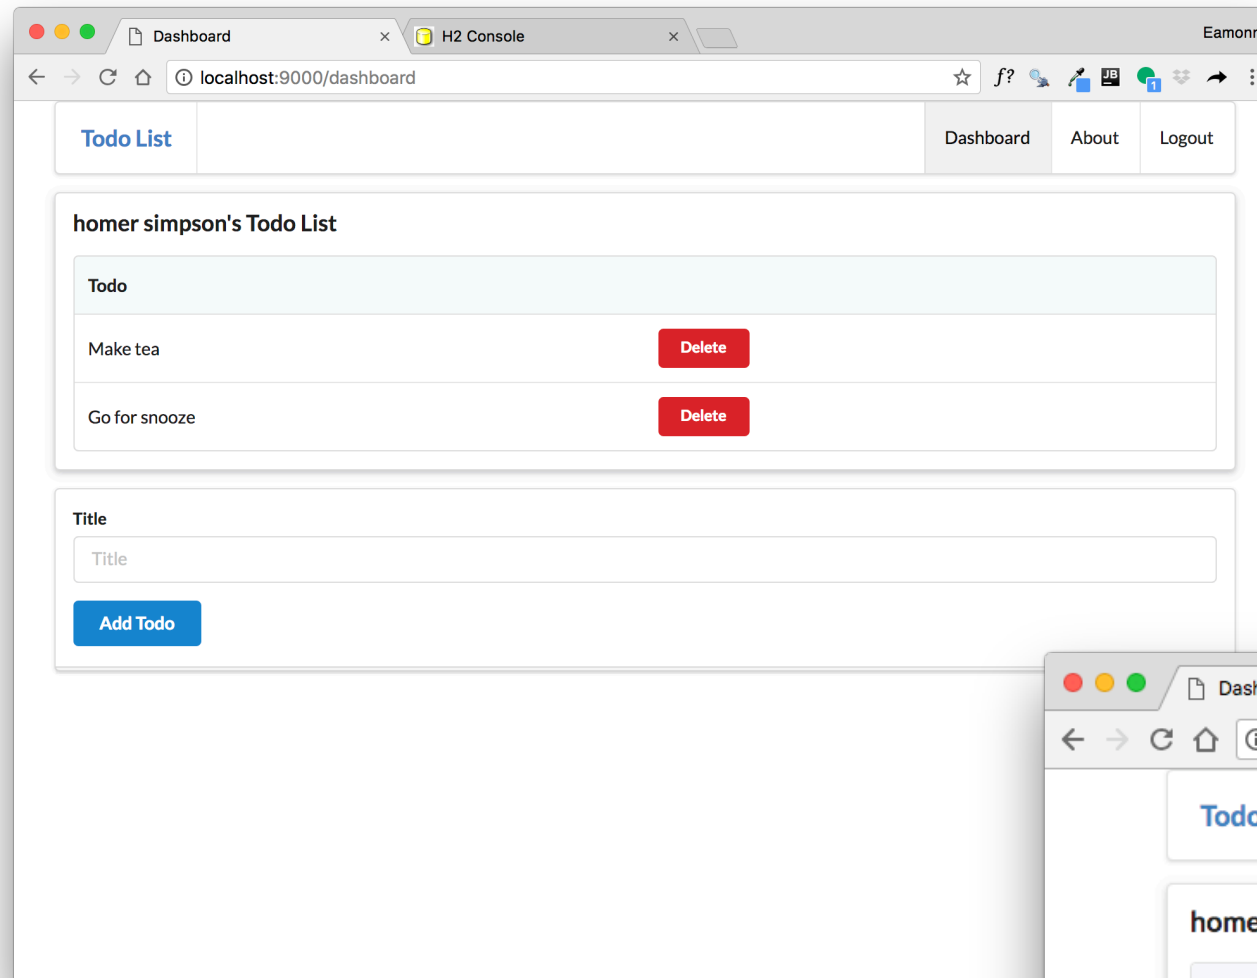 Dashboard H2 Console Eamonn
localhost:9000/dashboard f? JB 1
Todo List Dashboard About Logout
homer simpson's Todo List
Todo
Make tea Delete
Go for snooze Delete
Title
Title
Add Todo
Dash
Todo
home